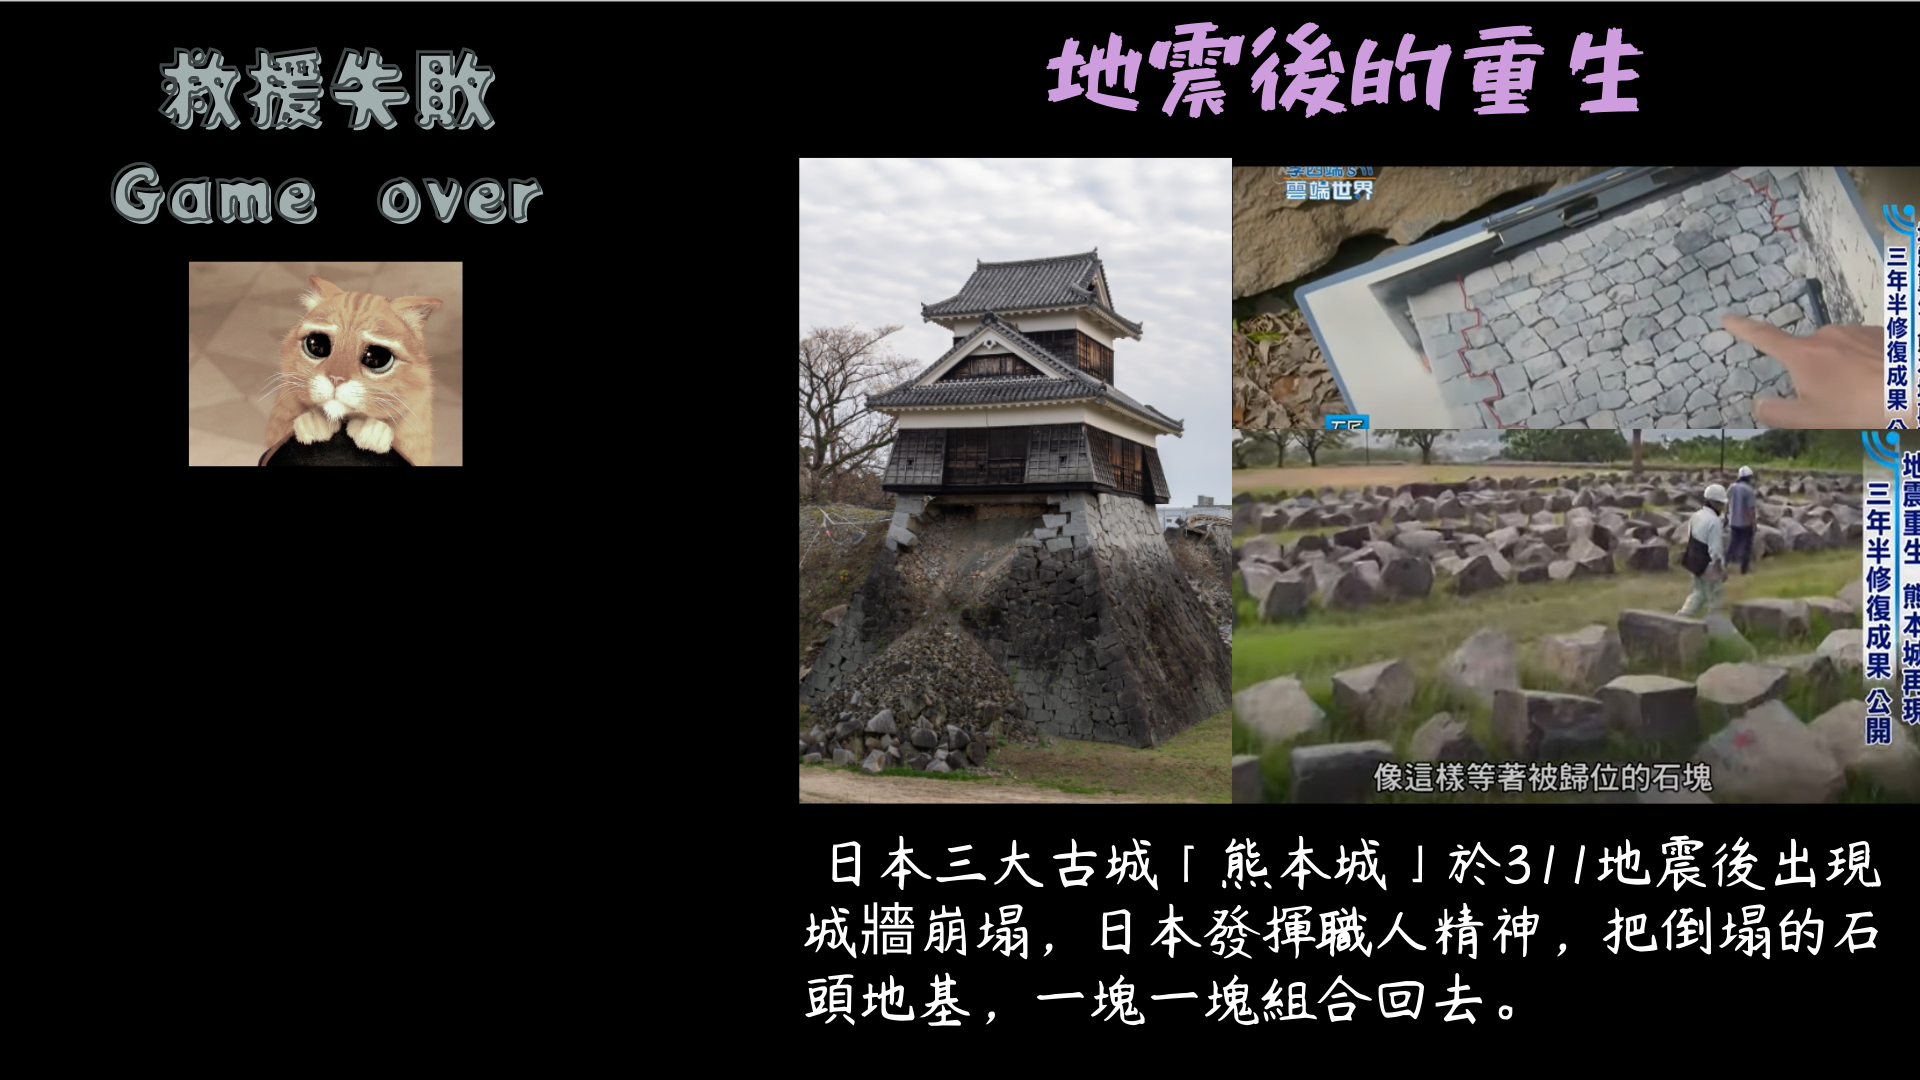 救援失敗
Game over
地震後的重生
雲端世界
三年半修復成果 公
石匠
地震重生 熊本城再現
三年半修復成果 公開
像這樣等著被歸位的石塊
日本三大古城「熊本城」於311地震後出現
城牆崩塌，日本發揮職人精神，把倒塌的石
頭地基，一塊一塊組合回去。